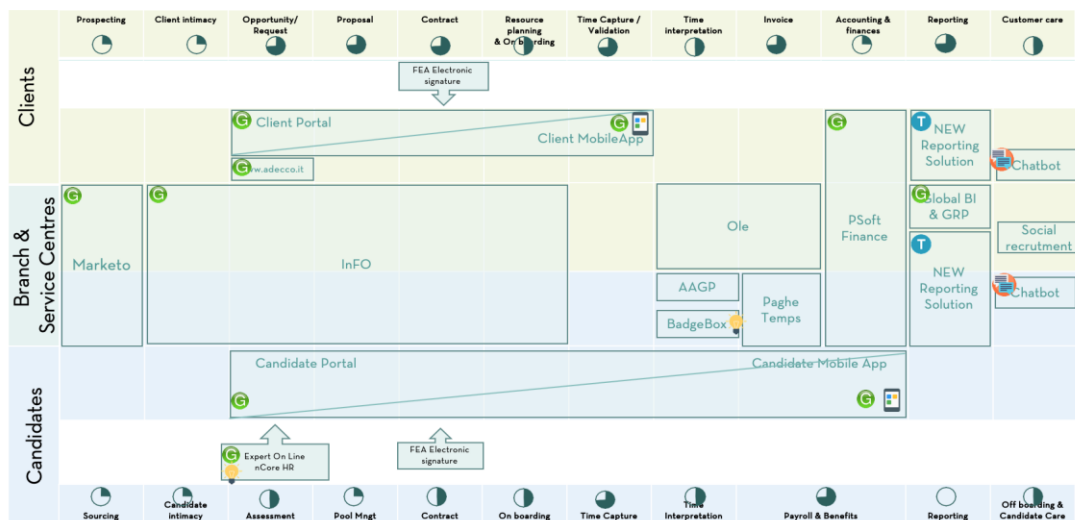 Prospecting
Client intimacy
Opportunity/
Request
Proposal
Contract
Resource
planning
& On boarding
Time Capture /
Validation
Time
interpretation
Invoice
Accounting &
finances
Reporting
Customer care
Clients
FEA Electronic
signature
G Client Portal
G
Client MobileApp
G
ww.adecco.it
G
T
NEW
Reporting
Solution
Chatbot
Branch &
Service Centres
G
Marketo
G
InFO
Ole
AAGP
BadgeBox
Paghe
Temps
PSoft
Finance
G
Global BI
& GRP
T
NEW
Reporting
Solution
Social
recrutment
Chatbot
Candidates
Candidate Portal
Candidate Mobile App
G
G
G
Expert On Line
nCore HR
FEA Electronic
signature
Sourcing
Candidate
intimacy
Assessment
Pool Mngt
Contract
On boarding
Time Capture
Time
Interpretation
Payroll & Benefits
Reporting
Off boarding &
Candidate Care